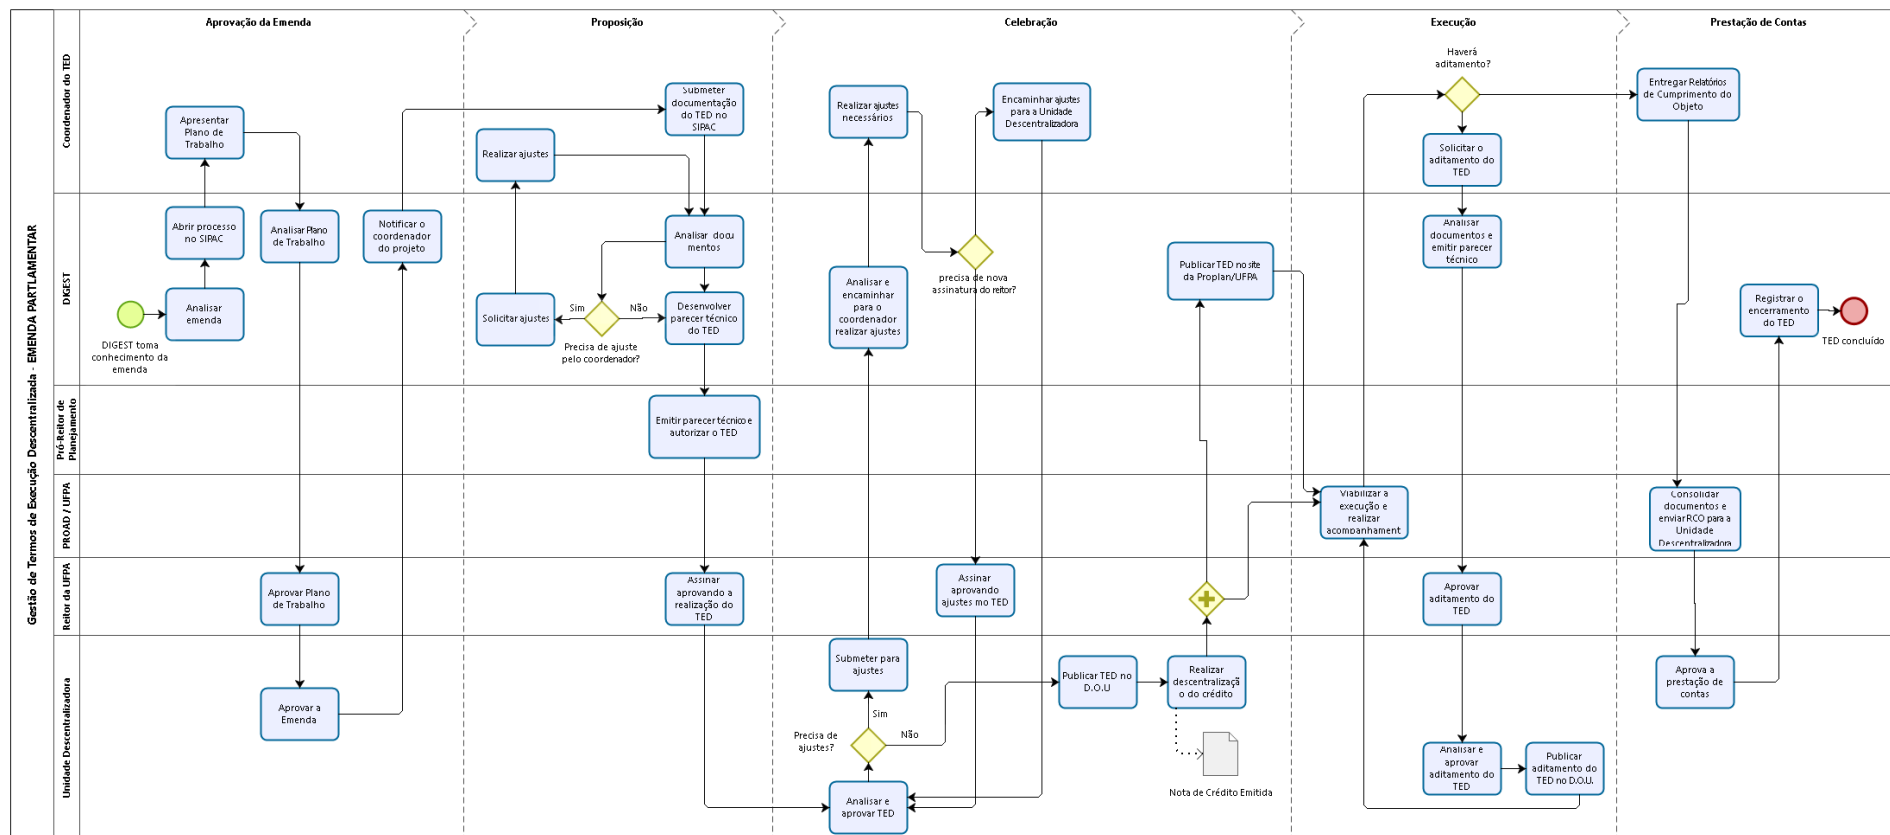 Gestão de Termos de Execução Descentralizada - EMENDA PARTLAMENTAR
Aprovação da Emenda
Proposição
Celebração
Execução
Prestação de Contas
Coordenador do TED
Apresentar
Plano de
Trabalho
Realizar ajustes
Submeter
documentação
do TED no
SIPAC
Realizar ajustes
necessários
Encaminhar ajustes
para a Unidade
Descentralizadora
Haverá
aditamento?
Solicitar o
aditamento do
TED
Entregar Relatórios
de Cumprimento do
Objeto
DIGEST
DIGEST toma
conhecimento da
emenda
Analisar
emenda
Abrir processo
no SIPAC
Analisar Plano
de Trabalho
Notificar o
coordenador
do projeto
Solicitar ajustes
Sim
Não
Precisa de ajuste
pelo coordenador?
Analisar docu
mentos
Desenvolver
parecer técnico
do TED
Analisar e
encaminhar
para o
coordenador
realizar ajustes
precisa de nova
assinatura do reitor?
Publicar TED no site
da Proplan/UFPA
Analisar
documentos e
emitir parecer
técnico
Registrar o
encerramento
do TED
TED concluído
Pró-Reitor de
Planejamento
Emitir parecer técnico e
autorizar o TED
PROAD / UFPA
Viabilizar a
execução e
realizar
acompanhament
Consolidar
documentos e
enviar RCO para a
Unidade
Descentralizadora
Reitor da UFPA
Aprovar Plano
de Trabalho
Assinar
aprovando a
realização do
TED
Assinar
aprovando
ajustes mo TED
Aprovar
aditamento do
TED
Unidade Descentralizadora
Aprovar a
Emenda
Submeter para
ajustes
Sim
Precisa de
ajustes?
Não
Analisar e
aprovar TED
Publicar TED no
D.O.U
Realizar
descentralizaçã
o do crédito
Nota de Crédito Emitida
Analisar e
aprovar
aditamento do
TED
Publicar
aditamento do
TED no D.O.U.
Aprova a
prestação de
contas